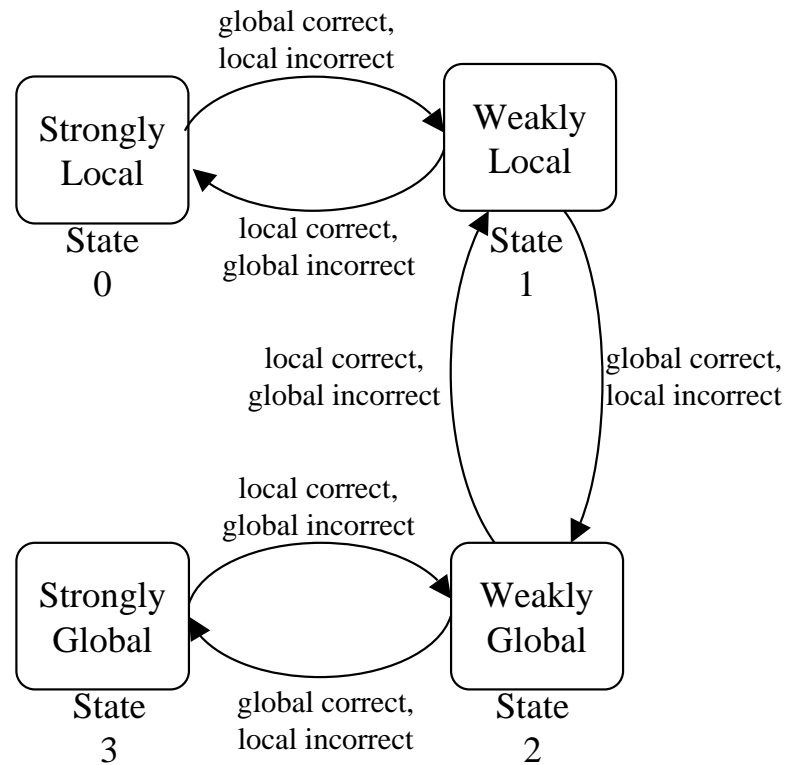 global correct,
local incorrect
Strongly
Local
State
0
Weakly
Local
State
1
local correct,
global incorrect
local correct,
global incorrect
global correct,
local incorrect
local correct,
global incorrect
Strongly
Global
State
3
Weakly
Global
State
2
global correct,
local incorrect